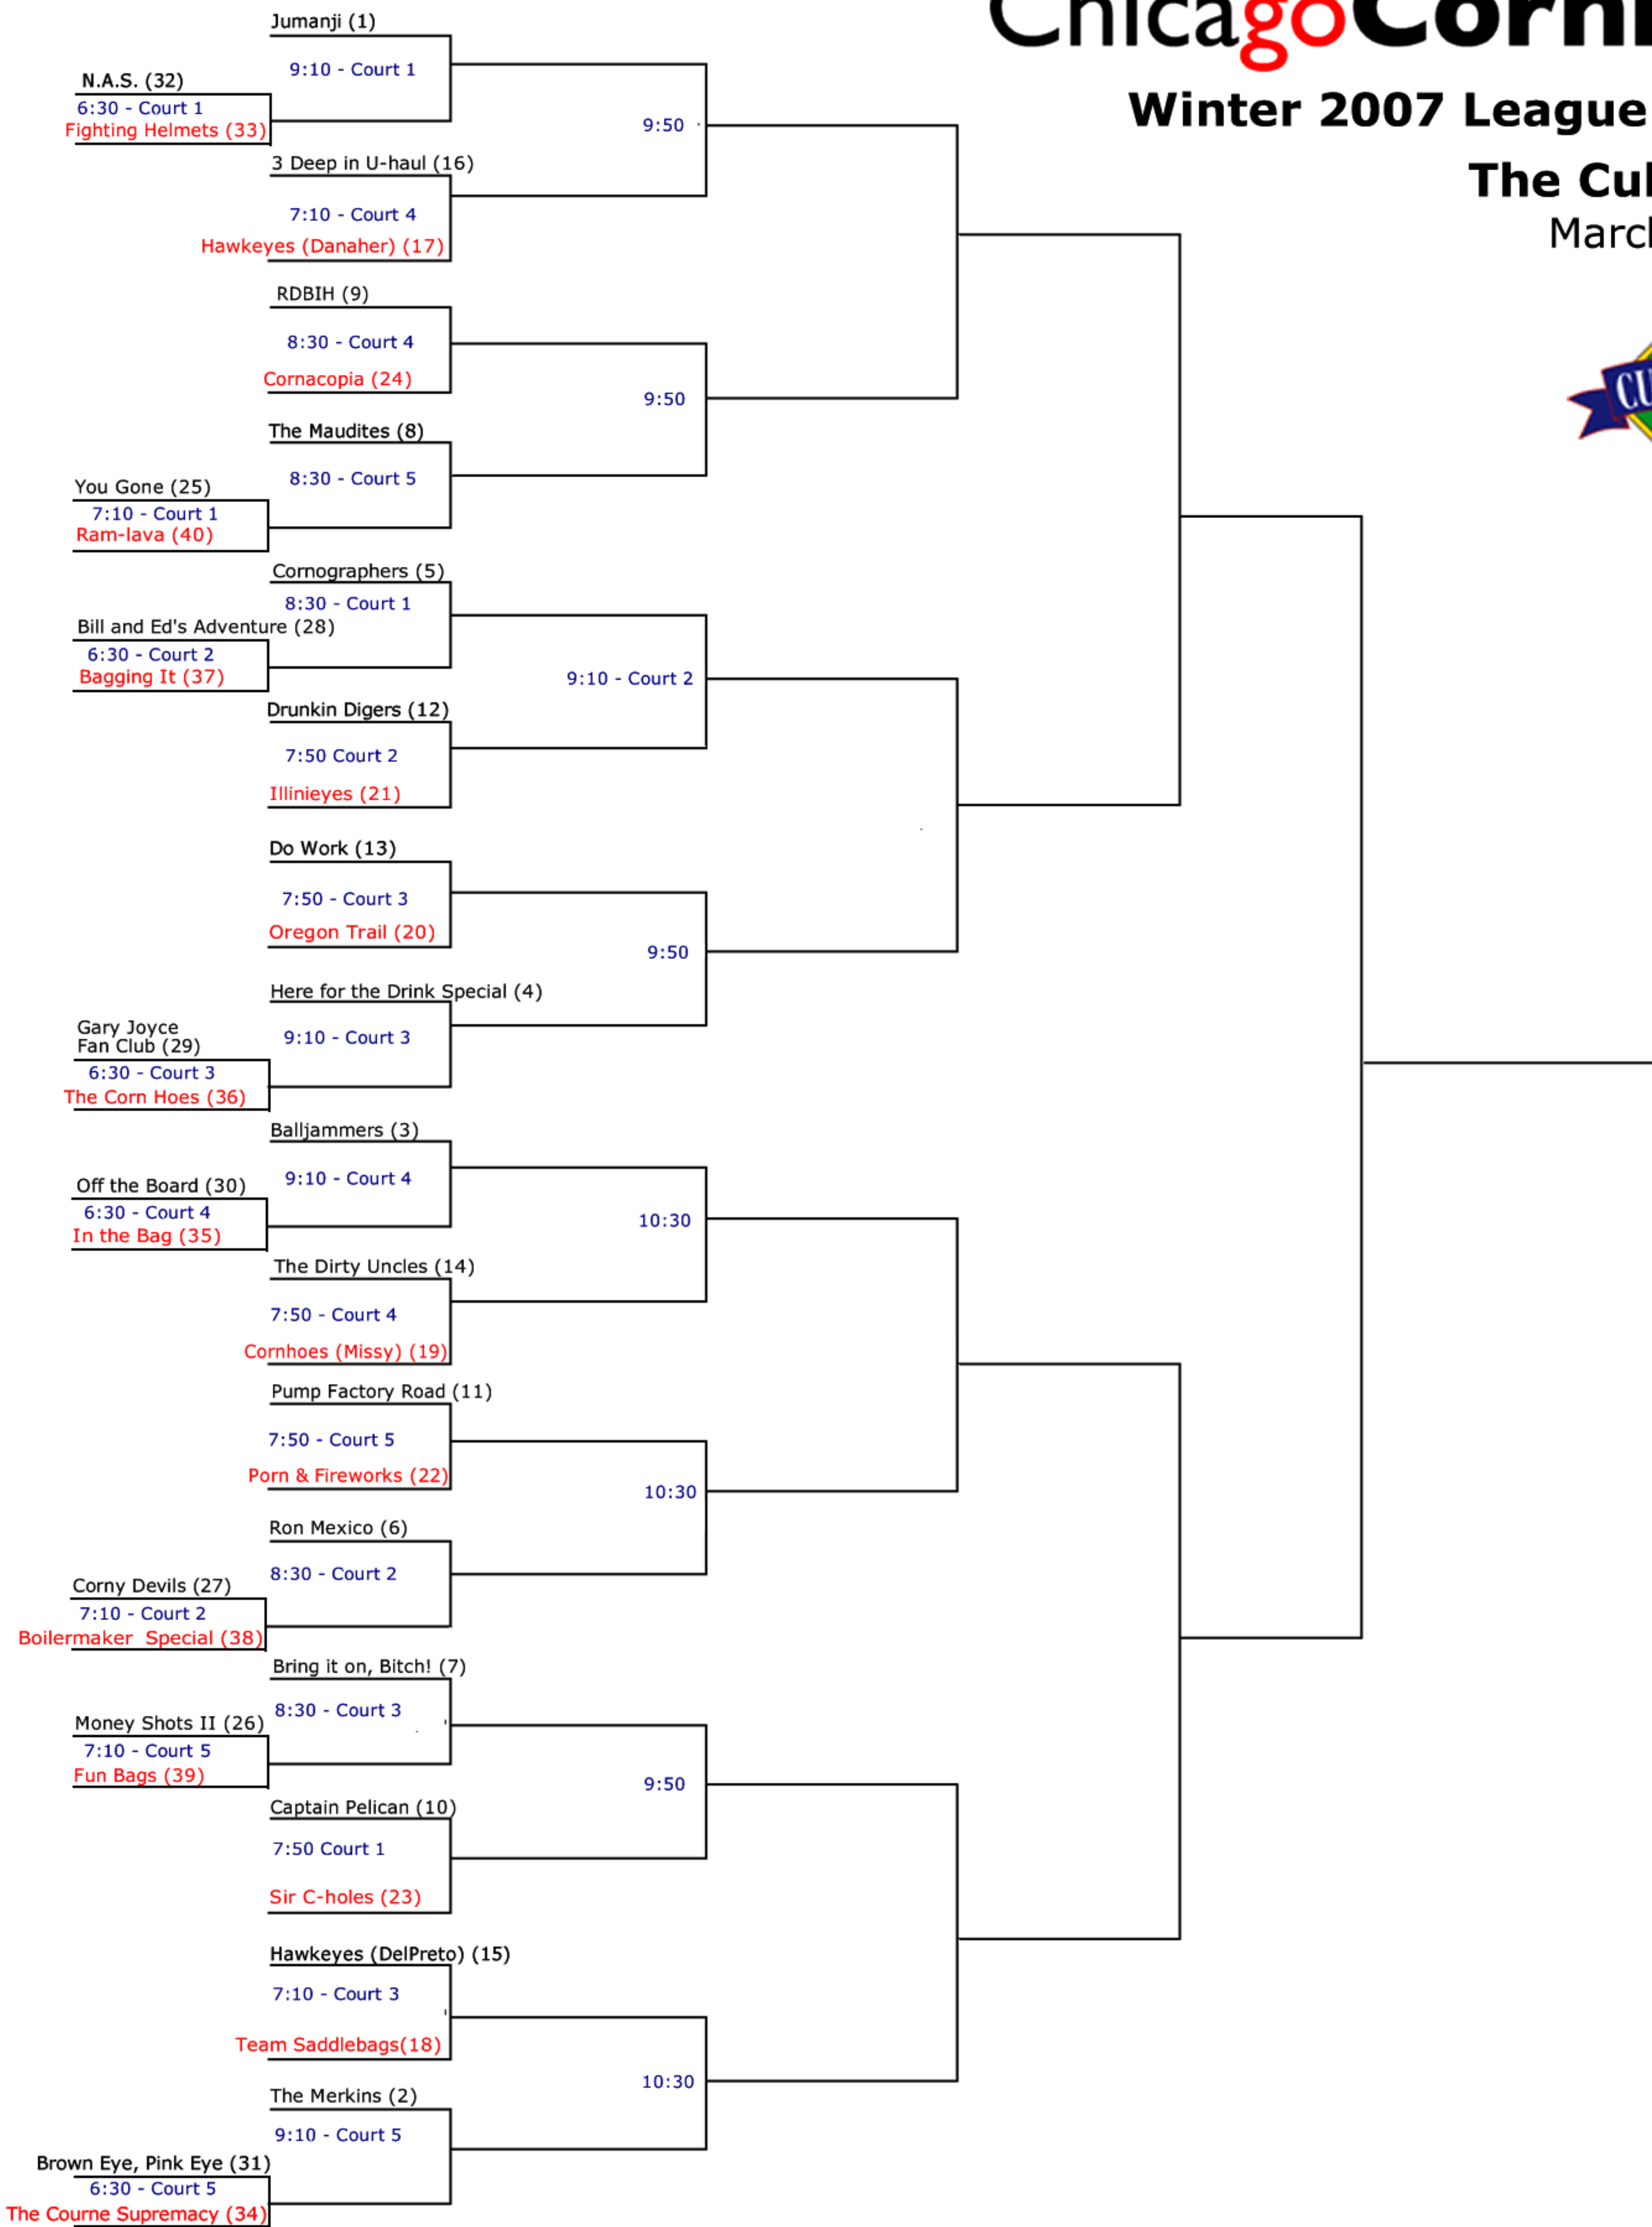 ChicagoCorn
Winter 2007 League
The Cu
March
CU
Jumanji (1)
9:10 - Court 1
N.A.S. (32)
6:30 - Court 1
Fighting Helmets (33)
9:50
3 Deep in U-haul (16)
7:10 - Court 4
Hawkeyes (Danaher) (17)
RDBIH (9)
8:30 - Court 4
Cornacopia (24)
9:50
The Maudites (8)
8:30 - Court 5
You Gone (25)
7:10 - Court 1
Ram-lava (40)
Cornographers (5)
8:30 - Court 1
Bill and Ed's Adventure (28)
6:30 - Court 2
Bagging It (37)
9:10 - Court 2
Drunkin Digers (12)
7:50 Court 2
Illinieyes (21)
Do Work (13)
7:50 - Court 3
Oregon Trail (20)
9:50
Here for the Drink Special (4)
9:10 - Court 3
Gary Joyce
Fan Club (29)
6:30 - Court 3
The Corn Hoes (36)
Balljammers (3)
9:10 - Court 4
Off the Board (30)
6:30 - Court 4
In the Bag (35)
10:30
The Dirty Uncles (14)
7:50 - Court 4
Cornhoes (Missy) (19)
Pump Factory Road (11)
7:50 - Court 5
Porn & Fireworks (22)
10:30
Ron Mexico (6)
8:30 - Court 2
Corny Devils (27)
7:10 - Court 2
Boilermaker  Special (38)
Bring it on, Bitch! (7)
8:30 - Court 3
Money Shots II (26)
7:10 - Court 5
Fun Bags (39)
9:50
Captain Pelican (10)
7:50 Court 1
Sir C-holes (23)
Hawkeyes (DelPreto) (15)
7:10 - Court 3
Team Saddlebags(18)
10:30
The Merkins (2)
9:10 - Court 5
Brown Eye, Pink Eye (31)
6:30 - Court 5
The Courne Supremacy (34)